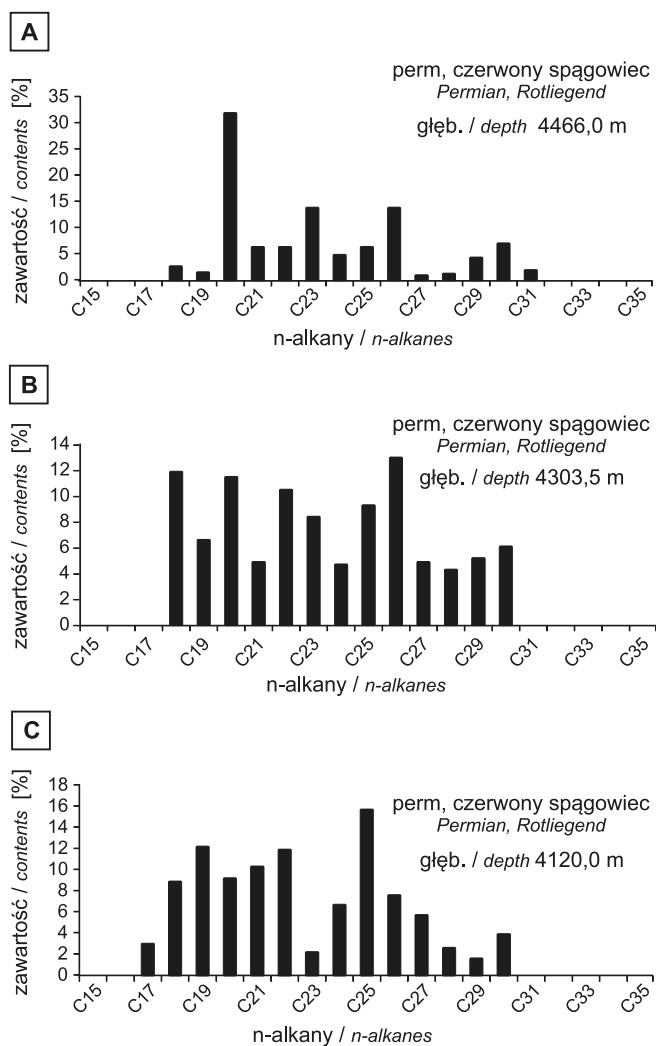 A
perm, czerwony spągowiec
Permian, Rotliegend
głęb. / depth 4466,0 m
zawartość / contents [%]
35
30
25
20
15
10
5
0
C15 C17 C19 C21 C23 C25 C27 C29 C31 C33 C35
n-alkany / n-alkanes
B
perm, czerwony spągowiec
Permian, Rotliegend
głęb. / depth 4303,5 m
zawartość / contents [%]
14
12
10
8
6
4
2
0
C15 C17 C19 C21 C23 C25 C27 C29 C31 C33 C35
n-alkany / n-alkanes
C
perm, czerwony spągowiec
Permian, Rotliegend
głęb. / depth 4120,0 m
zawartość / contents [%]
18
16
14
12
10
8
6
4
2
0
C15 C17 C19 C21 C23 C25 C27 C29 C31 C33 C35
n-alkany / n-alkanes